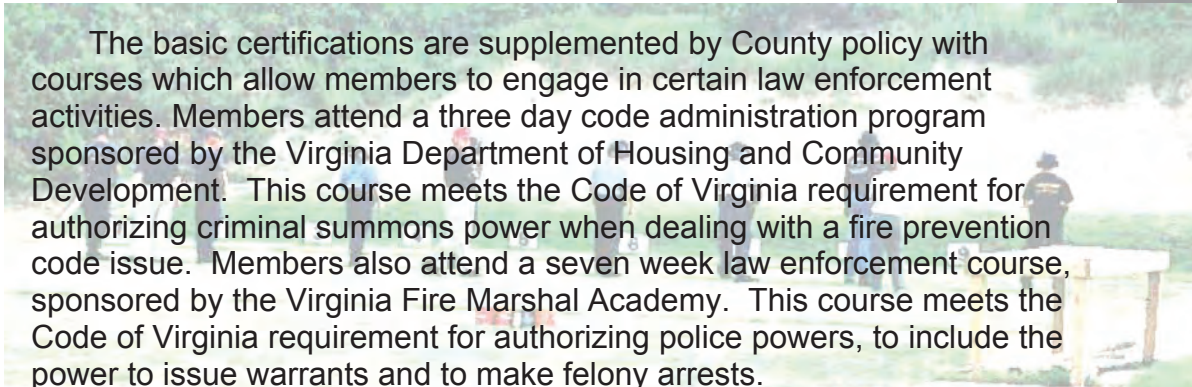 The basic certifications are supplemented by County policy with
courses which allow members to engage in certain law enforcement
activities. Members attend a three day code administration program
sponsored by the Virginia Department of Housing and Community
Development.  This course meets the Code of Virginia requirement for
authorizing criminal summons power when dealing with a fire prevention
code issue.  Members also attend a seven week law enforcement course,
sponsored by the Virginia Fire Marshal Academy.  This course meets the
Code of Virginia requirement for authorizing police powers, to include the
power to issue warrants and to make felony arrests.